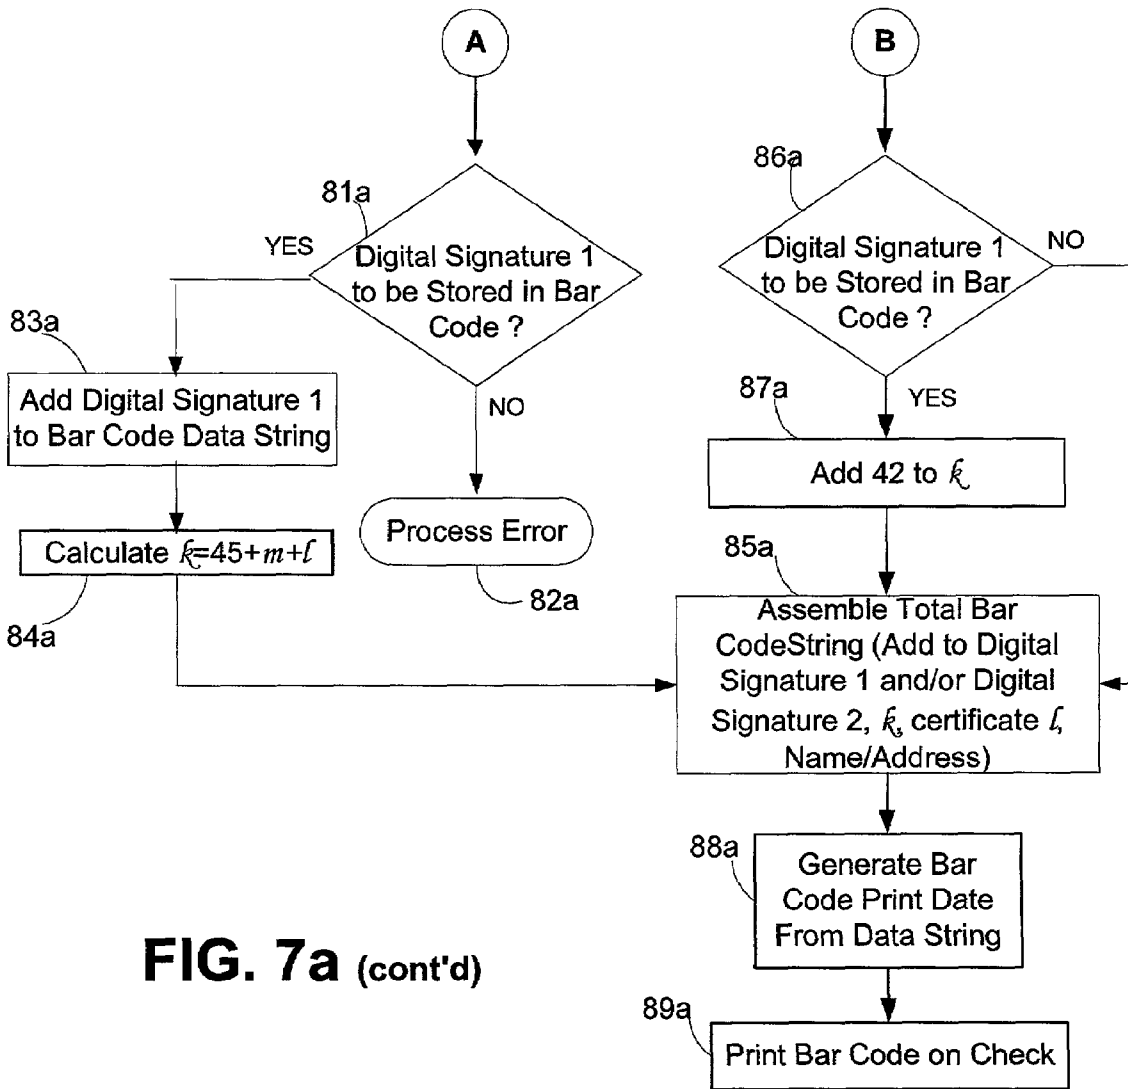 A
81a
YES
Digital Signature 1
to be Stored in Bar
Code ?
NO
83a
Add Digital Signature 1
to Bar Code Data String
Calculate k=45+m+l
84a
Process Error
82a
B
86a
Digital Signature 1
to be Stored in Bar
Code ?
NO
YES
87a
Add 42 to k
85a
Assemble Total Bar
CodeString (Add to Digital
Signature 1 and/or Digital
Signature 2, k, certificate l,
Name/Address)
88a
Generate Bar
Code Print Date
From Data String
89a
Print Bar Code on Check
FIG. 7a (cont'd)